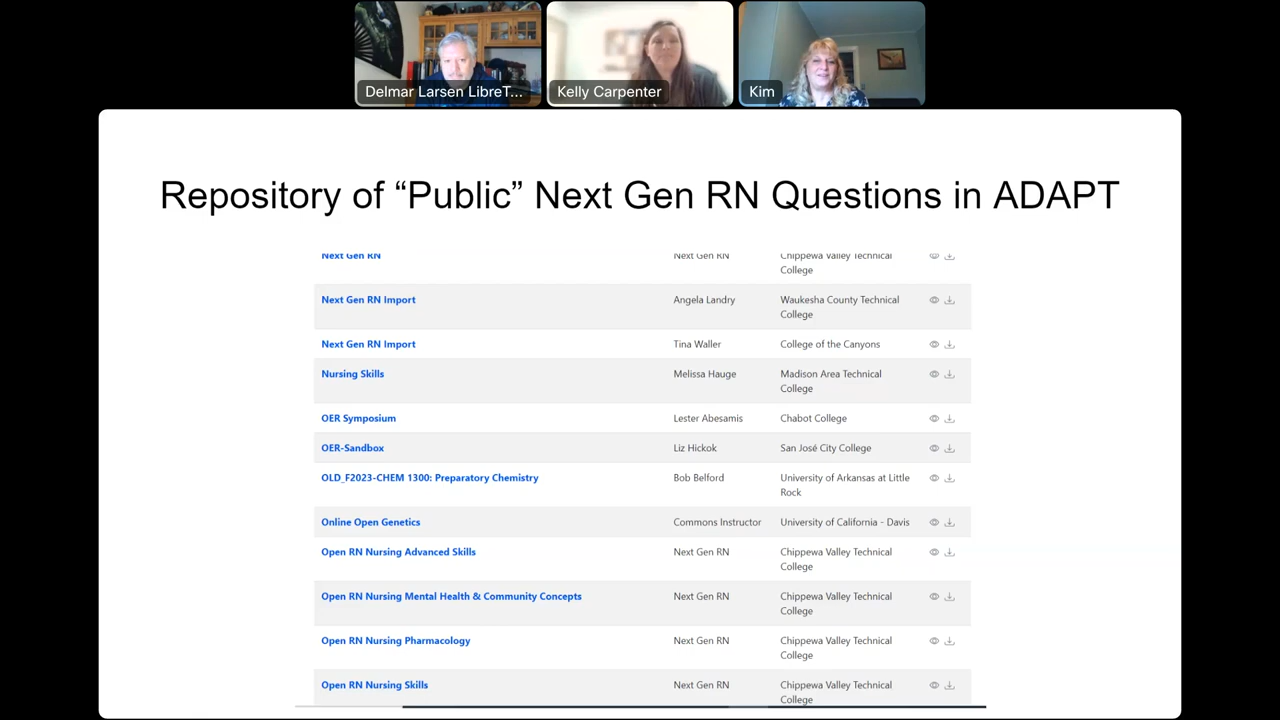 Delmar Larsen LibreT...
Kelly Carpenter
Kim
Repository of “Public” Next Gen RN Questions in ADAPT
Next Gen RN Next Gen RN Chippewa Valley Technical
College
Next Gen RN Import Angela Landry Waukesha County Technical
College
Next Gen RN Import Tina Waller College of the Canyons
Nursing Skills Melissa Hauge Madison Area Technical
College
OER Symposium Lester Abesamis Chabot College
OER-Sandbox Liz Hickok San José City College
OLD_F2023-CHEM 1300: Preparatory Chemistry Bob Belford University of Arkansas at Little
Rock
Online Open Genetics Commons Instructor University of California - Davis
Open RN Nursing Advanced Skills Next Gen RN Chippewa Valley Technical
College
Open RN Nursing Mental Health & Community Concepts Next Gen RN Chippewa Valley Technical
College
Open RN Nursing Pharmacology Next Gen RN Chippewa Valley Technical
College
Open RN Nursing Skills Next Gen RN Chippewa Valley Technical
College